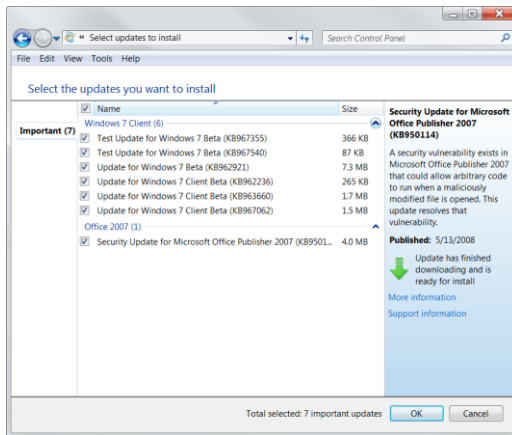 « Select updates to install
Search Control Panel
File Edit View Tools Help
Select the updates you want to install
Name Size
Important (7)
Windows 7 Client (6)
Test Update for Windows 7 Beta (KB967355) 366 KB
Test Update for Windows 7 Beta (KB967540) 87 KB
Update for Windows 7 Beta (KB962921) 7.3 MB
Update for Windows 7 Client Beta (KB962236) 265 KB
Update for Windows 7 Client Beta (KB963660) 1.7 MB
Update for Windows 7 Client Beta (KB967062) 1.5 MB
Office 2007 (1)
Security Update for Microsoft Office Publisher 2007 (KB9501... 4.0 MB
Security Update for Microsoft
Office Publisher 2007
(KB950114)
A security vulnerability exists in
Microsoft Office Publisher 2007
that could allow arbitrary code
to run when a maliciously
modified file is opened. This
update resolves that
vulnerability.
Published: 5/13/2008
Update has finished
downloading and is
ready for install
More information
Support information
Total selected: 7 important updates
OK
Cancel